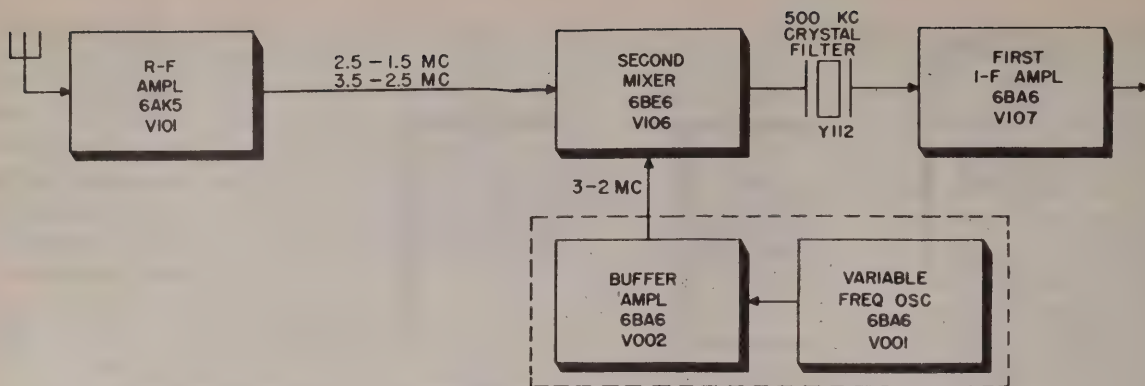 R-F
AMPL
6AK5
V101
2.5 – 1.5 MC
3.5 – 2.5 MC
SECOND
MIXER
6BE6
V106
500 KC
CRYSTAL
FILTER
Y112
FIRST
I-F AMPL
6BA6
V107
3-2 MC
BUFFER
AMPL
6BA6
V002
VARIABLE
FREQ OSC
6BA6
V001